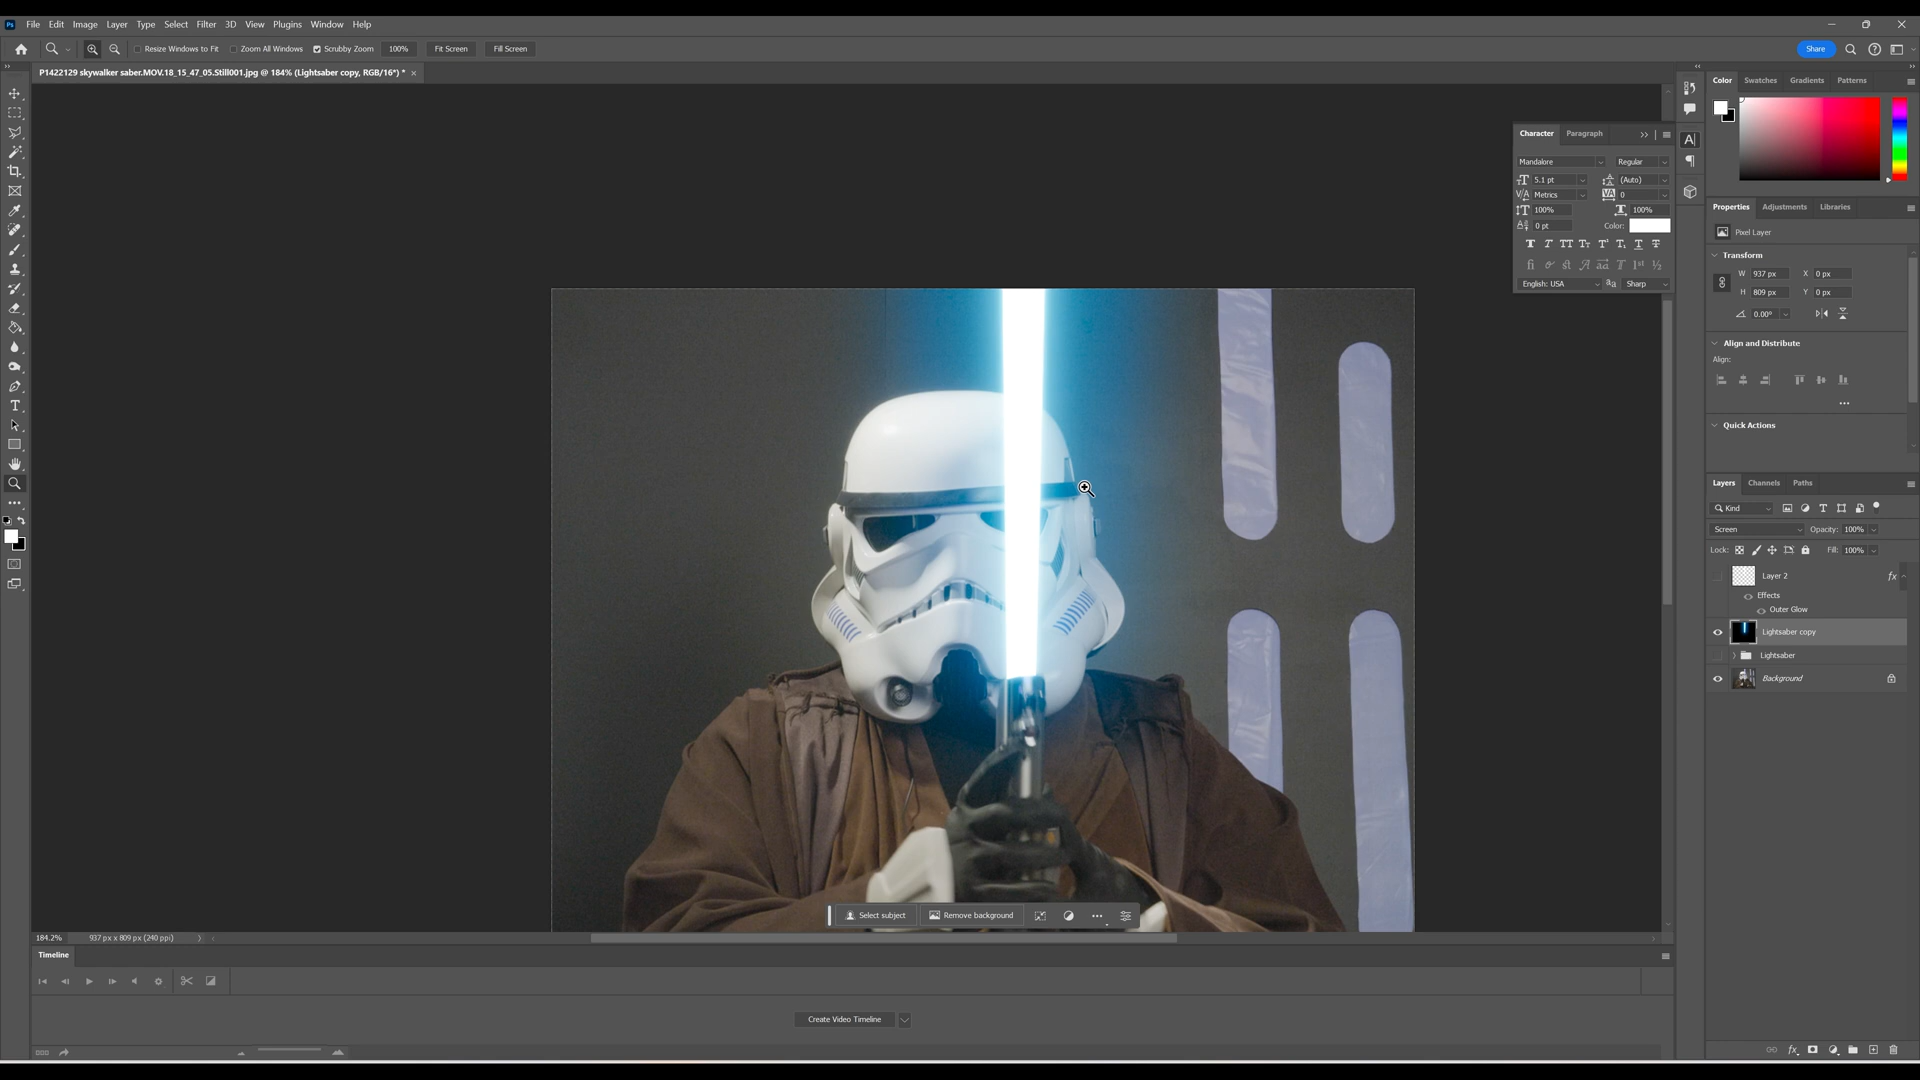 Ps File Edit Image Layer Type Select Filter 3D View Plugins Window Help
Resize Windows to Fit Zoom All Windows Scrubby Zoom 100% Fit Screen Fill Screen Share
P1422129 skywalker saber.MOV.18_15_47_05.Still001.jpg @ 184% (Lightsaber copy, RGB/16*) *
Color Swatches Gradients Patterns
Character Paragraph
Mandalore Regular
5.1 pt (Auto)
Metrics 0
100% 100%
0 pt Color:
English: USA Sharp
Properties Adjustments Libraries
Pixel Layer
Transform
W 937 px X 0 px
H 809 px Y 0 px
0.00°
Align and Distribute
Align:
Quick Actions
Layers Channels Paths
Kind
Screen Opacity: 100%
Lock: Fill: 100%
Layer 2 fx
Effects
Outer Glow
Lightsaber copy
Lightsaber
Background
Select subject Remove background
184.2% 937 px x 809 px (240 ppi)
Timeline
Create Video Timeline
fx